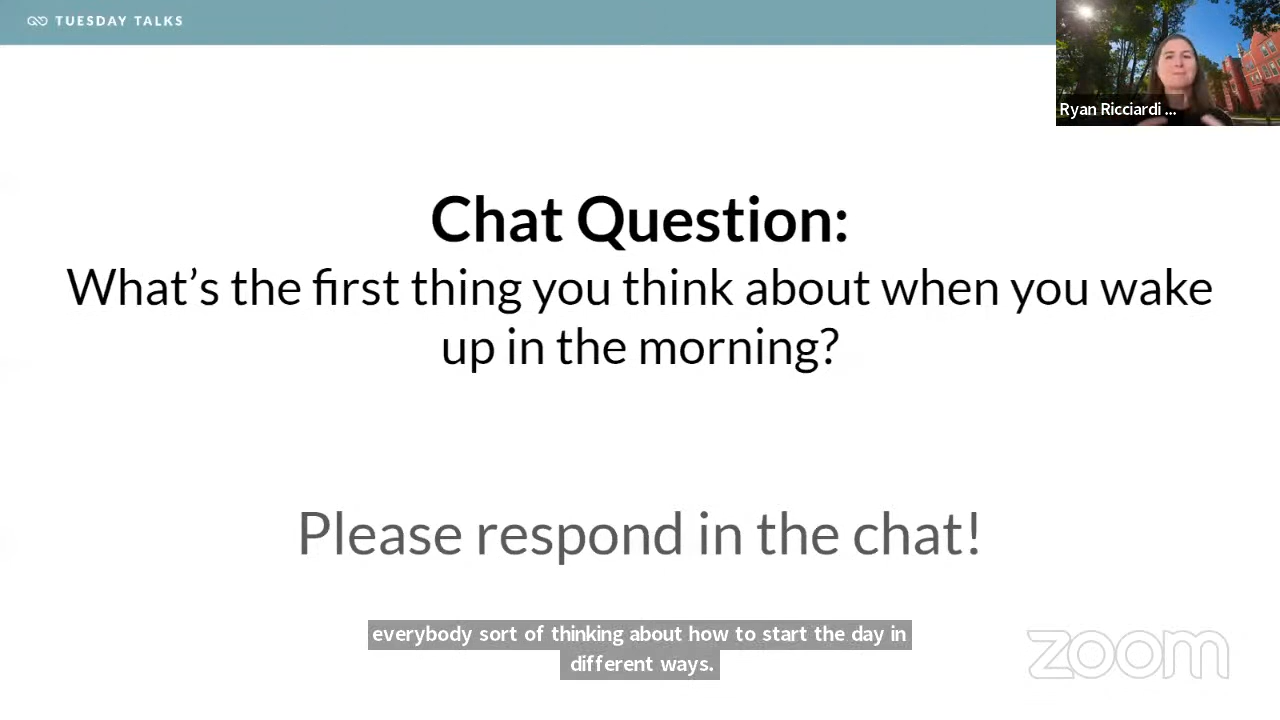 TUESDAY TALKS
Ryan Ricciardi ...
Chat Question:
What's the first thing you think about when you wake
up in the morning?
Please respond in the chat!
everybody sort of thinking about how to start the day in
different ways.
zoom